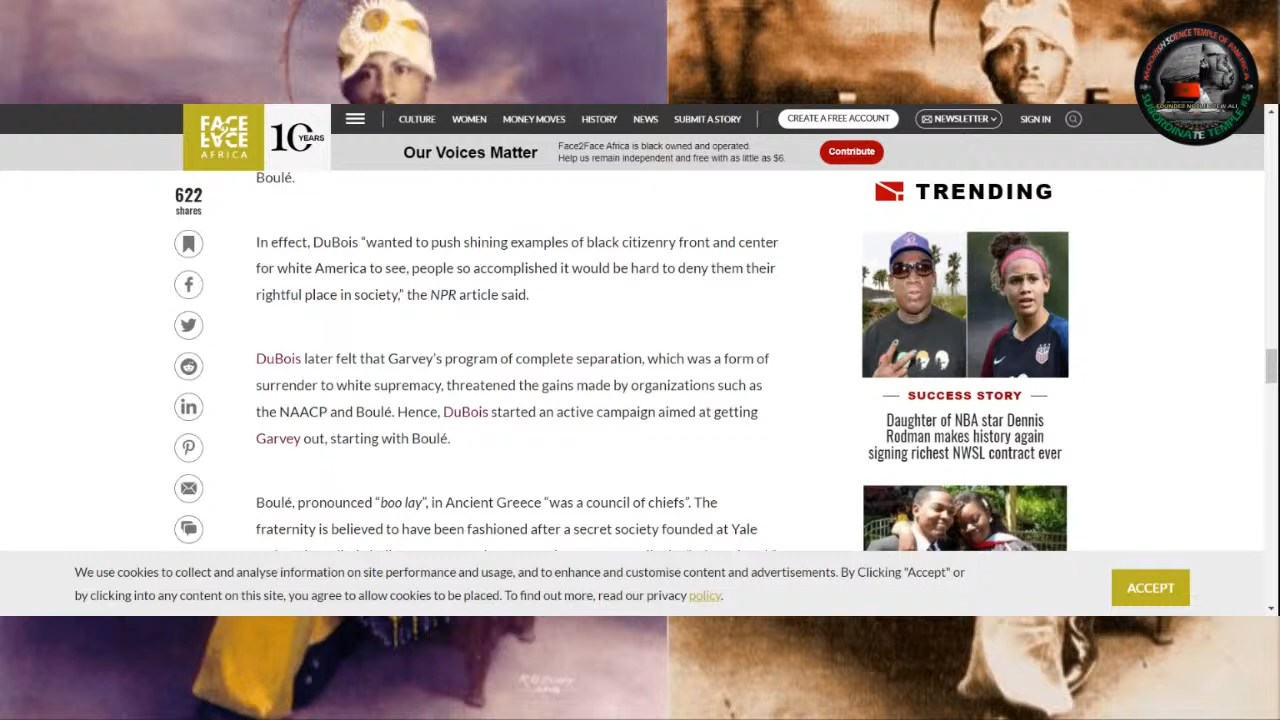 MOORISH SCIENCE TEMPLE OF AMERICA
SUBORDINATE TEMPLE #5
FACE
2
FACE
AFRICA
10 YEARS
CULTURE
WOMEN
MONEY MOVES
HISTORY
NEWS
SUBMIT A STORY
CREATE A FREE ACCOUNT
NEWSLETTER
SIGN IN
Our Voices Matter
Face2Face Africa is black owned and operated.
Help us remain independent and free with as little as $6.
Contribute
622
shares
Boulé.
In effect, DuBois “wanted to push shining examples of black citizenry front and center
for white America to see, people so accomplished it would be hard to deny them their
rightful place in society,” the NPR article said.
DuBois later felt that Garvey’s program of complete separation, which was a form of
surrender to white supremacy, threatened the gains made by organizations such as
the NAACP and Boulé. Hence, DuBois started an active campaign aimed at getting
Garvey out, starting with Boulé.
Boulé, pronounced “boo lay”, in Ancient Greece “was a council of chiefs”. The
fraternity is believed to have been fashioned after a secret society founded at Yale
TRENDING
SUCCESS STORY
Daughter of NBA star Dennis
Rodman makes history again
signing richest NWSL contract ever
We use cookies to collect and analyse information on site performance and usage, and to enhance and customise content and advertisements. By Clicking "Accept" or
by clicking into any content on this site, you agree to allow cookies to be placed. To find out more, read our privacy policy.
ACCEPT